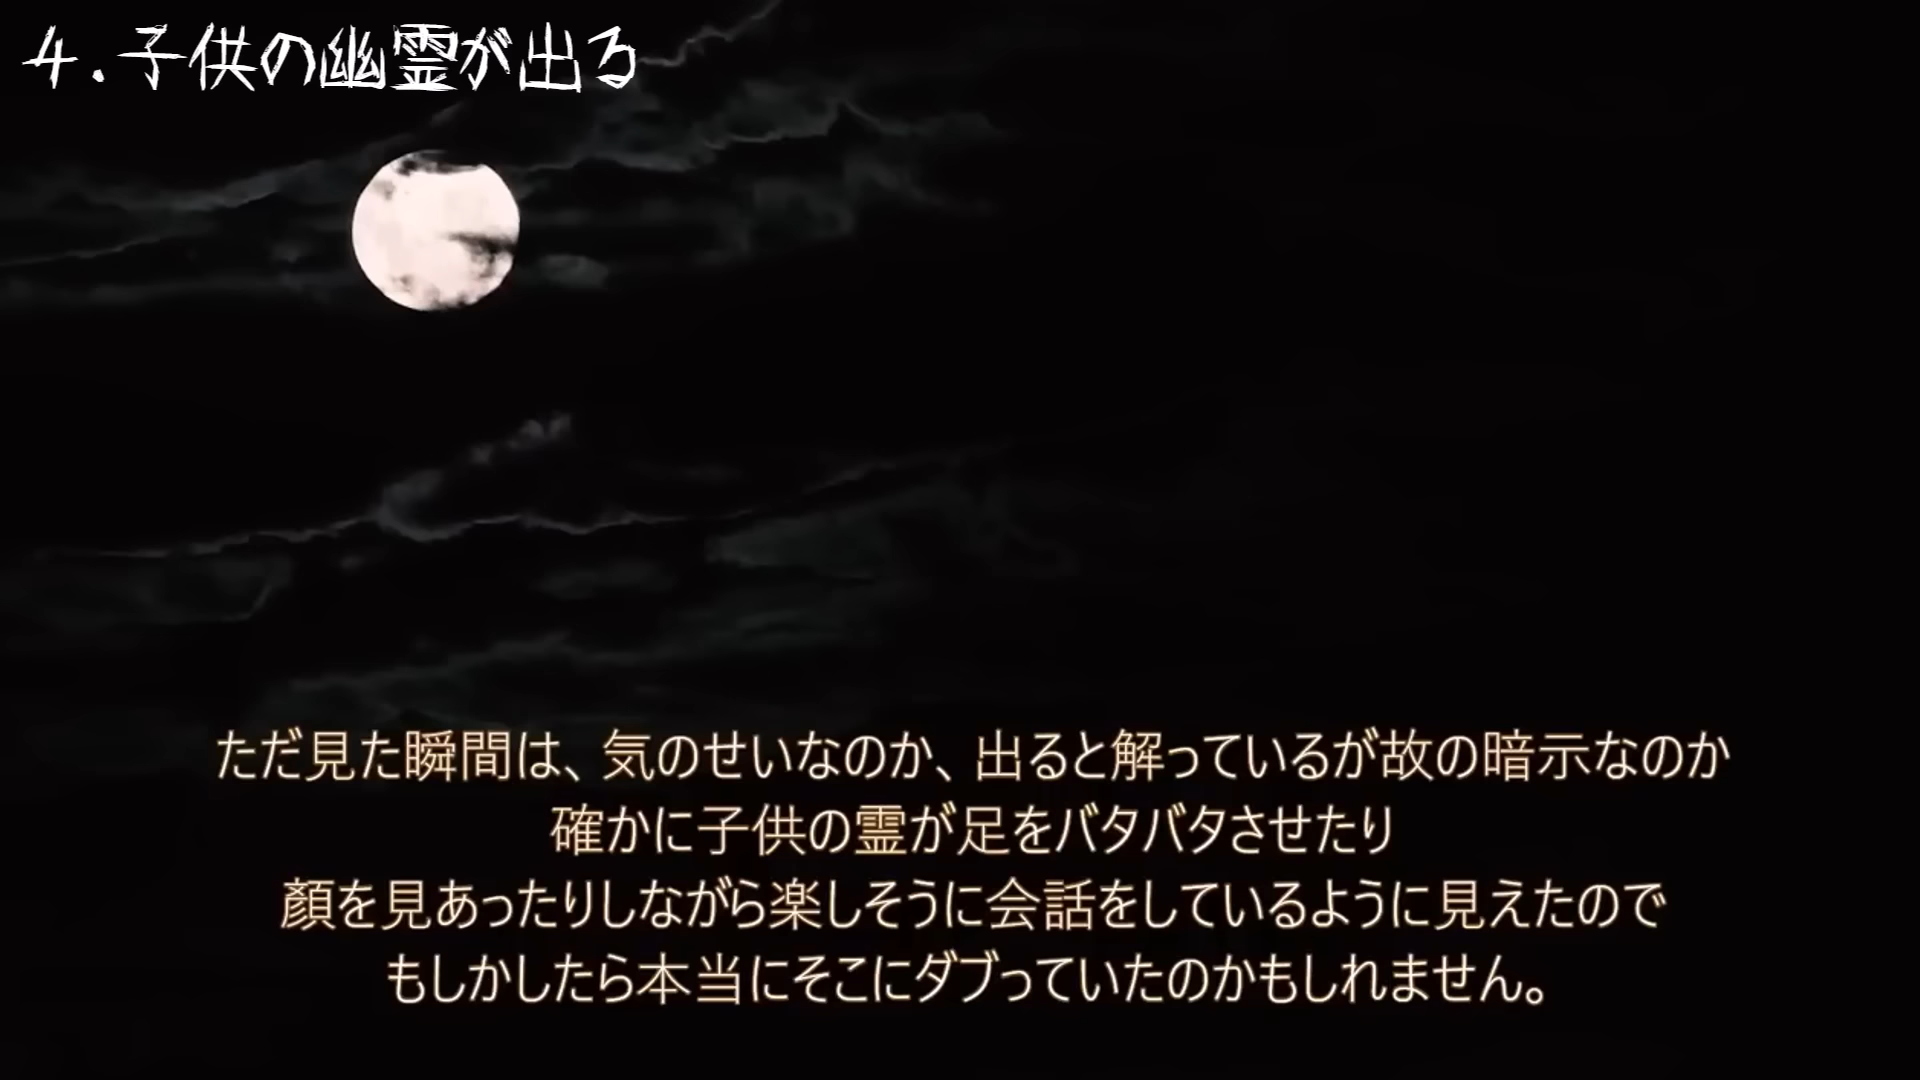 4.子供の幽霊が出る
ただ見た瞬間は、気のせいなのか、出ると解っているが故の暗示なのか
確かに子供の霊が足をバタバタさせたり
顔を見あったりしながら楽しそうに会話をしているように見えたので
もしかしたら本当にそこにダブっていたのかもしれません。